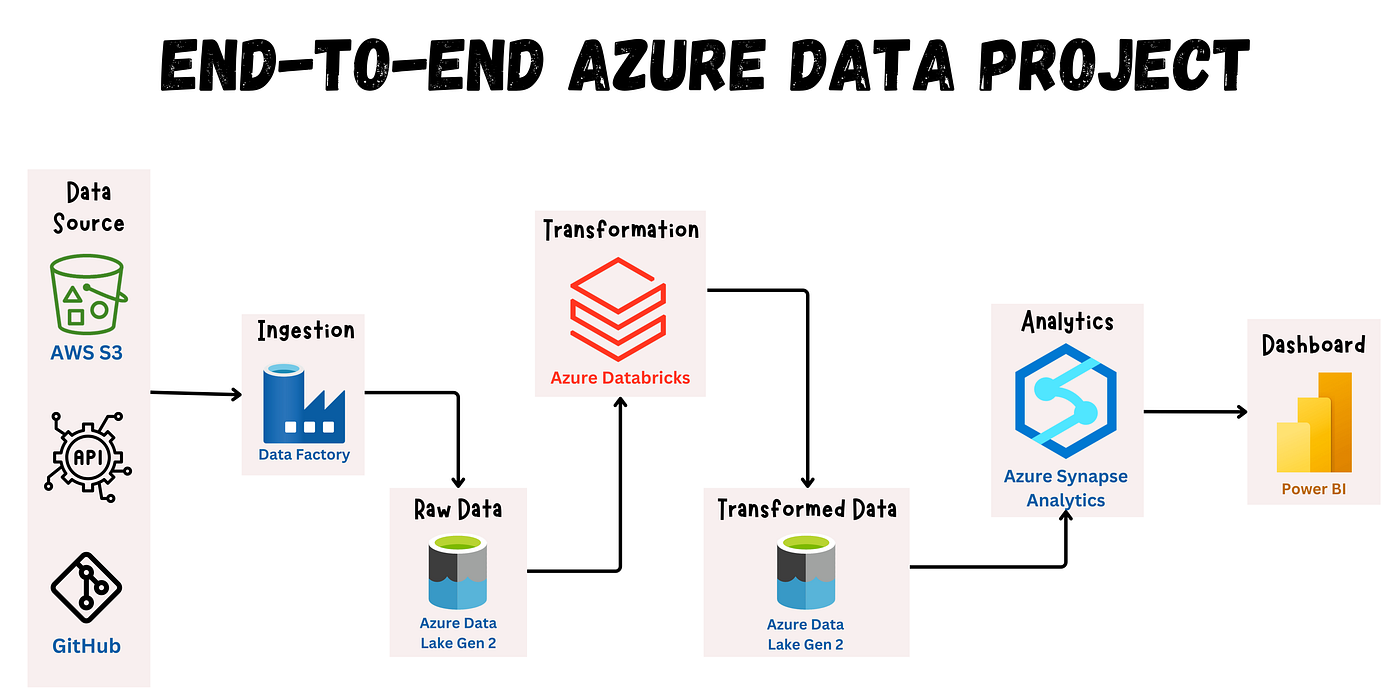 END-TO-END AZURE DATA PROJECT
Data
Source
AWS S3
API
GitHub
Ingestion
Data Factory
Raw Data
Azure Data
Lake Gen 2
Transformation
Azure Databricks
Transformed Data
Azure Data
Lake Gen 2
Analytics
Azure Synapse
Analytics
Dashboard
Power BI